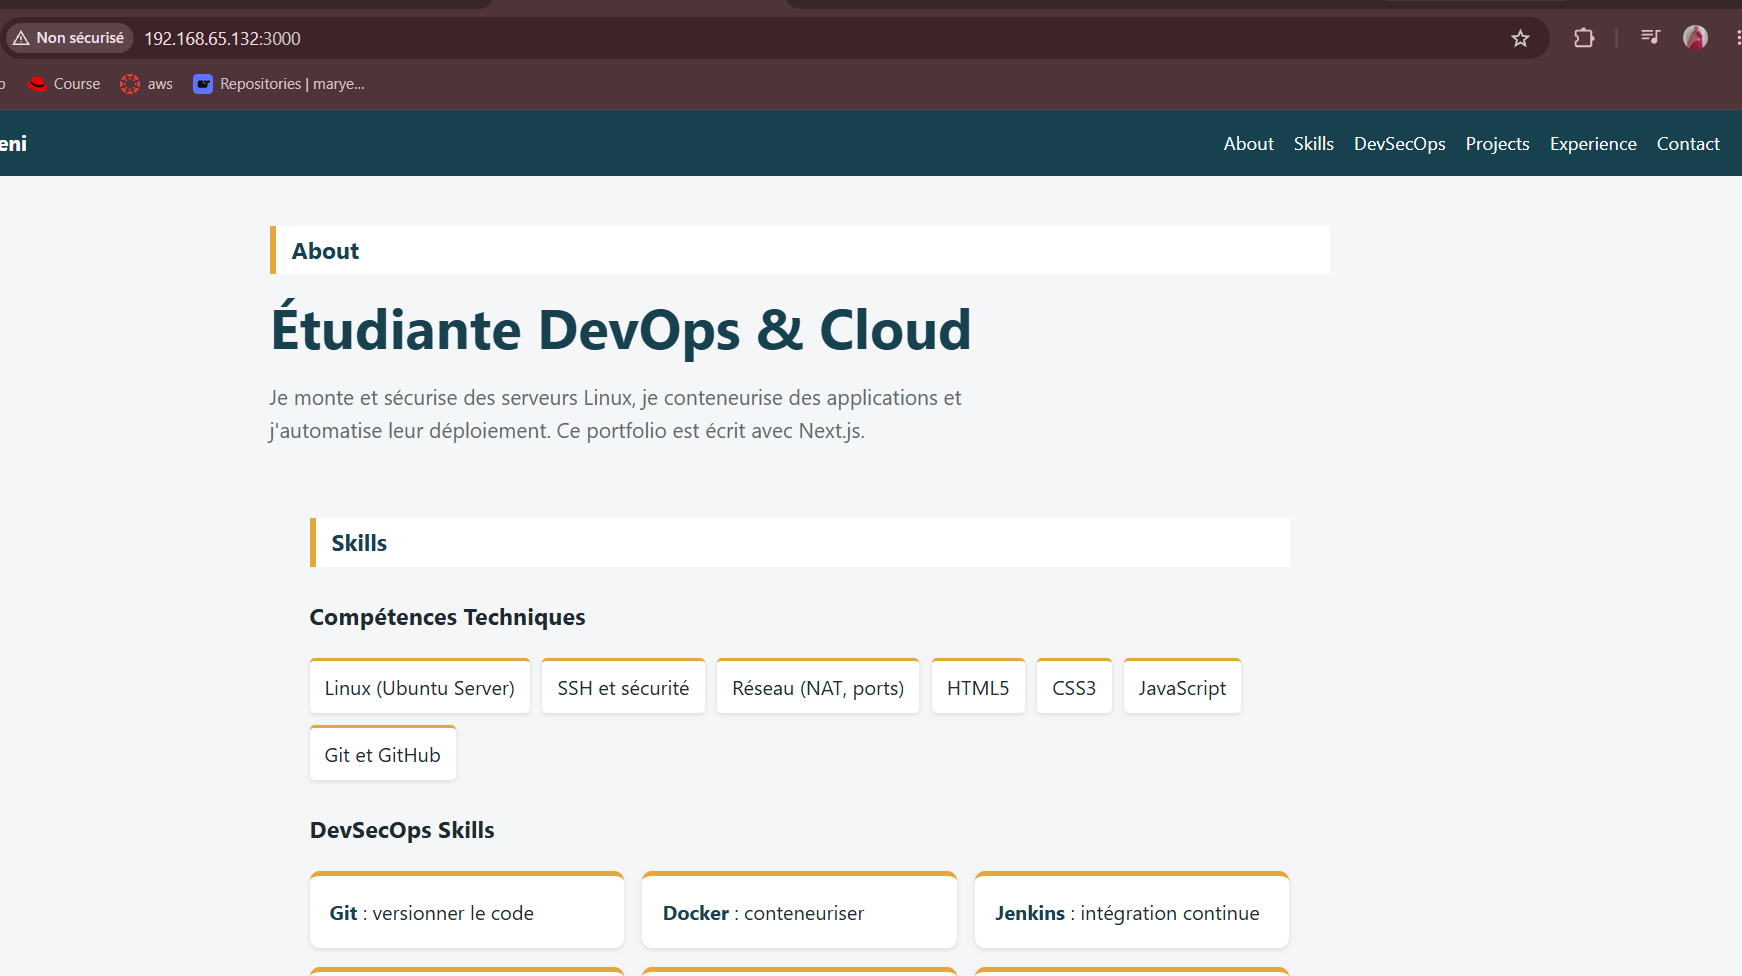 Non sécurisé 192.168.65.132:3000
Course aws Repositories | marye...
eni About Skills DevSecOps Projects Experience Contact
About
Étudiante DevOps & Cloud
Je monte et sécurise des serveurs Linux, je conteneurise des applications et
j'automatise leur déploiement. Ce portfolio est écrit avec Next.js.
Skills
Compétences Techniques
Linux (Ubuntu Server) SSH et sécurité Réseau (NAT, ports) HTML5 CSS3 JavaScript
Git et GitHub
DevSecOps Skills
Git : versionner le code Docker : conteneuriser Jenkins : intégration continue